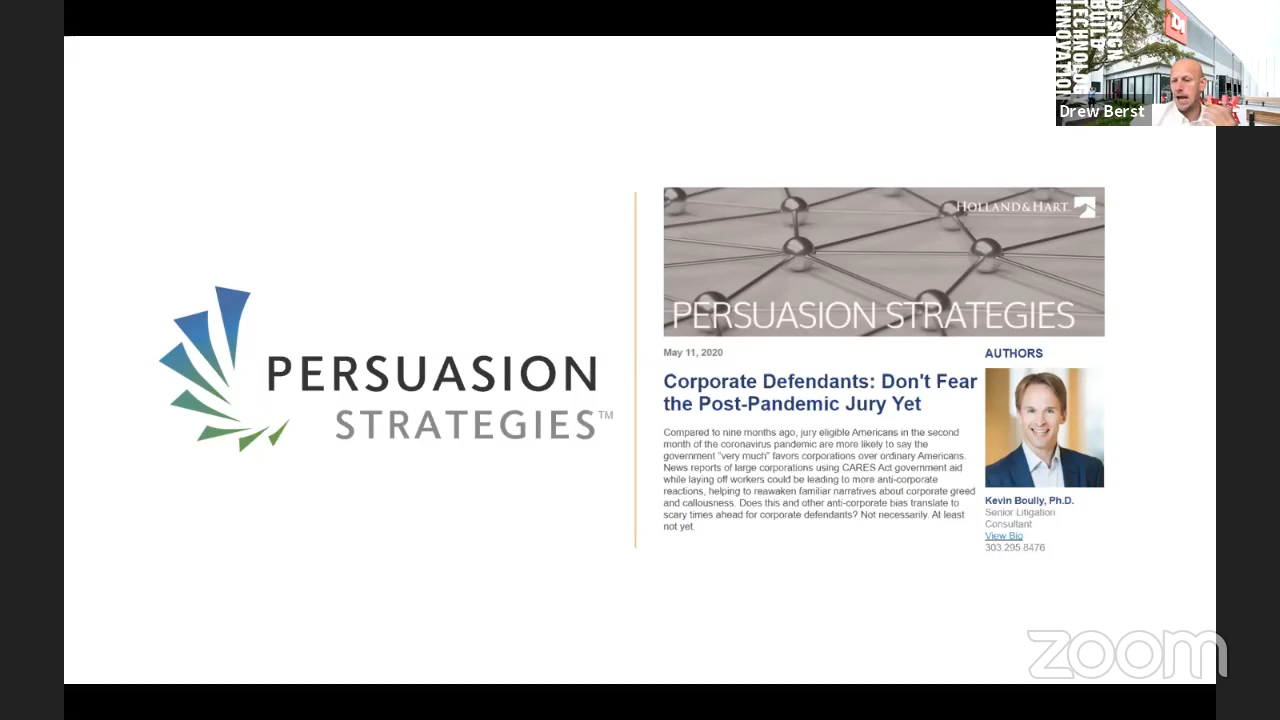 DESIGN
BUILD
TECHNOLOGY
INNOVATION
Drew Berst
HOLLAND & HART
PERSUASION STRATEGIES
PERSUASION
STRATEGIES™
May 11, 2020
Corporate Defendants: Don't Fear
the Post-Pandemic Jury Yet
Compared to nine months ago, jury eligible Americans in the second
month of the coronavirus pandemic are more likely to say the
government "very much" favors corporations over ordinary Americans.
News reports of large corporations using CARES Act government aid
while laying off workers could be leading to more anti-corporate
reactions, helping to reawaken familiar narratives about corporate greed
and callousness. Does this and other anti-corporate bias translate to
scary times ahead for corporate defendants? Not necessarily. At least
not yet.
AUTHORS
Kevin Boully, Ph.D.
Senior Litigation
Consultant
View Bio
303.295.8476
zoom